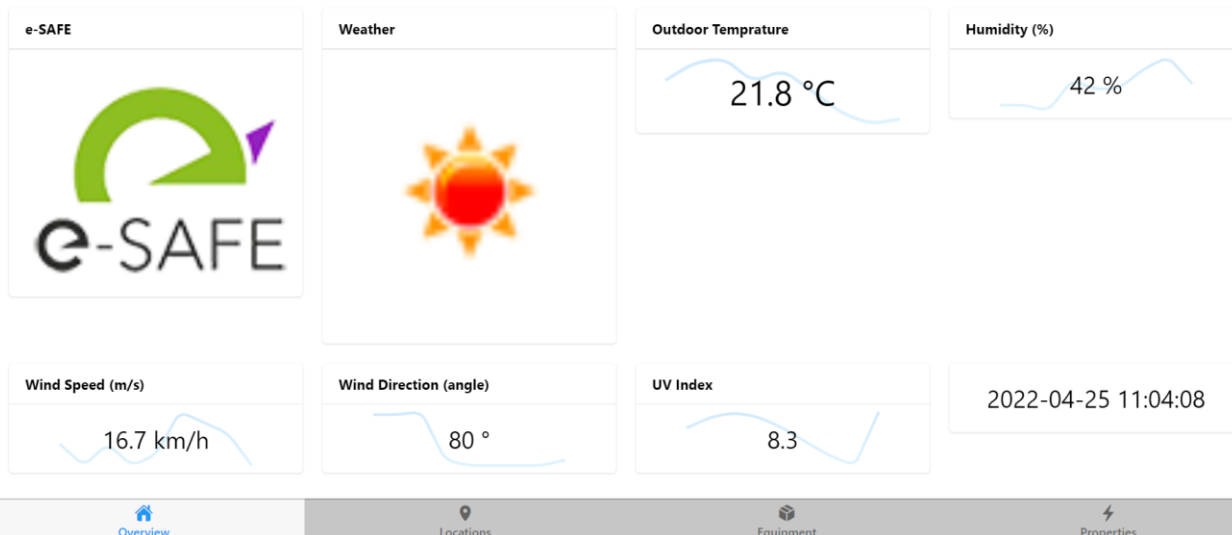 e-SAFE
Weather
Outdoor Temprature
Humidity (%)
e-SAFE
21.8 °C
42 %
Wind Speed (m/s)
Wind Direction (angle)
UV Index
16.7 km/h
80 °
8.3
2022-04-25 11:04:08
Overview
Locations
Equipment
Properties